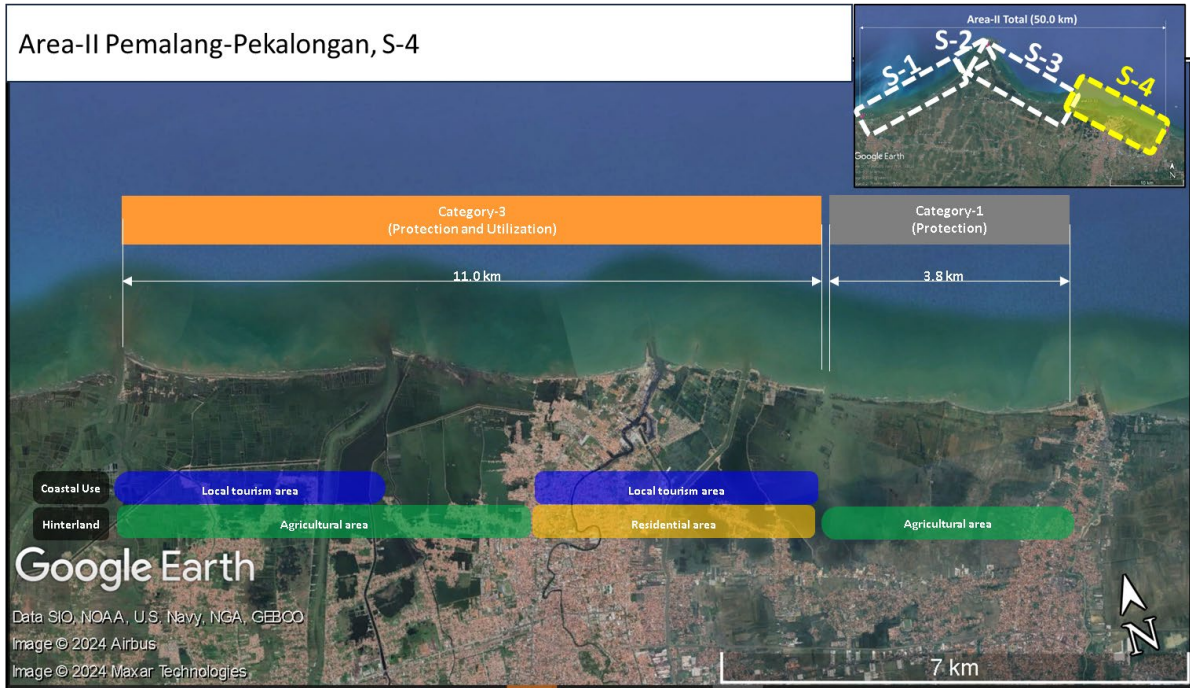 Area-II Pemalang-Pekalongan, S-4
Area-II Total (50.0 km)
S-1
S-2
S-3
S-4
Google Earth
N
Category-3
(Protection and Utilization)
Category-1
(Protection)
11.0 km
3.8 km
Coastal Use
Local tourism area
Local tourism area
Hinterland
Agricultural area
Residential area
Agricultural area
Google Earth
Data SIO, NOAA, U.S. Navy, NGA, GEBCO
Image © 2024 Airbus
Image © 2024 Maxar Technologies
N
7 km